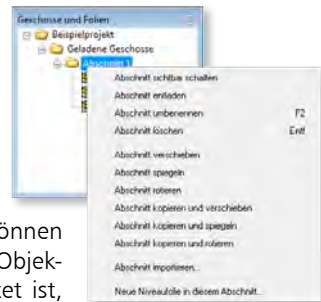 Geschosse und Folien
Beispielprojekt
Geladene Geschosse
Abschnitt 1
Abschnitt sichtbar schalten
Abschnitt entladen
Abschnitt umbenennen F2
Abschnitt löschen Entf
Abschnitt verschieben
Abschnitt spiegeln
Abschnitt rotieren
Abschnitt kopieren und verschieben
Abschnitt kopieren und spiegeln
Abschnitt kopieren und rotieren
Abschnitt importieren...
Neue Niveaufolie in diesem Abschnitt...
önnen
Objek-
et ist,